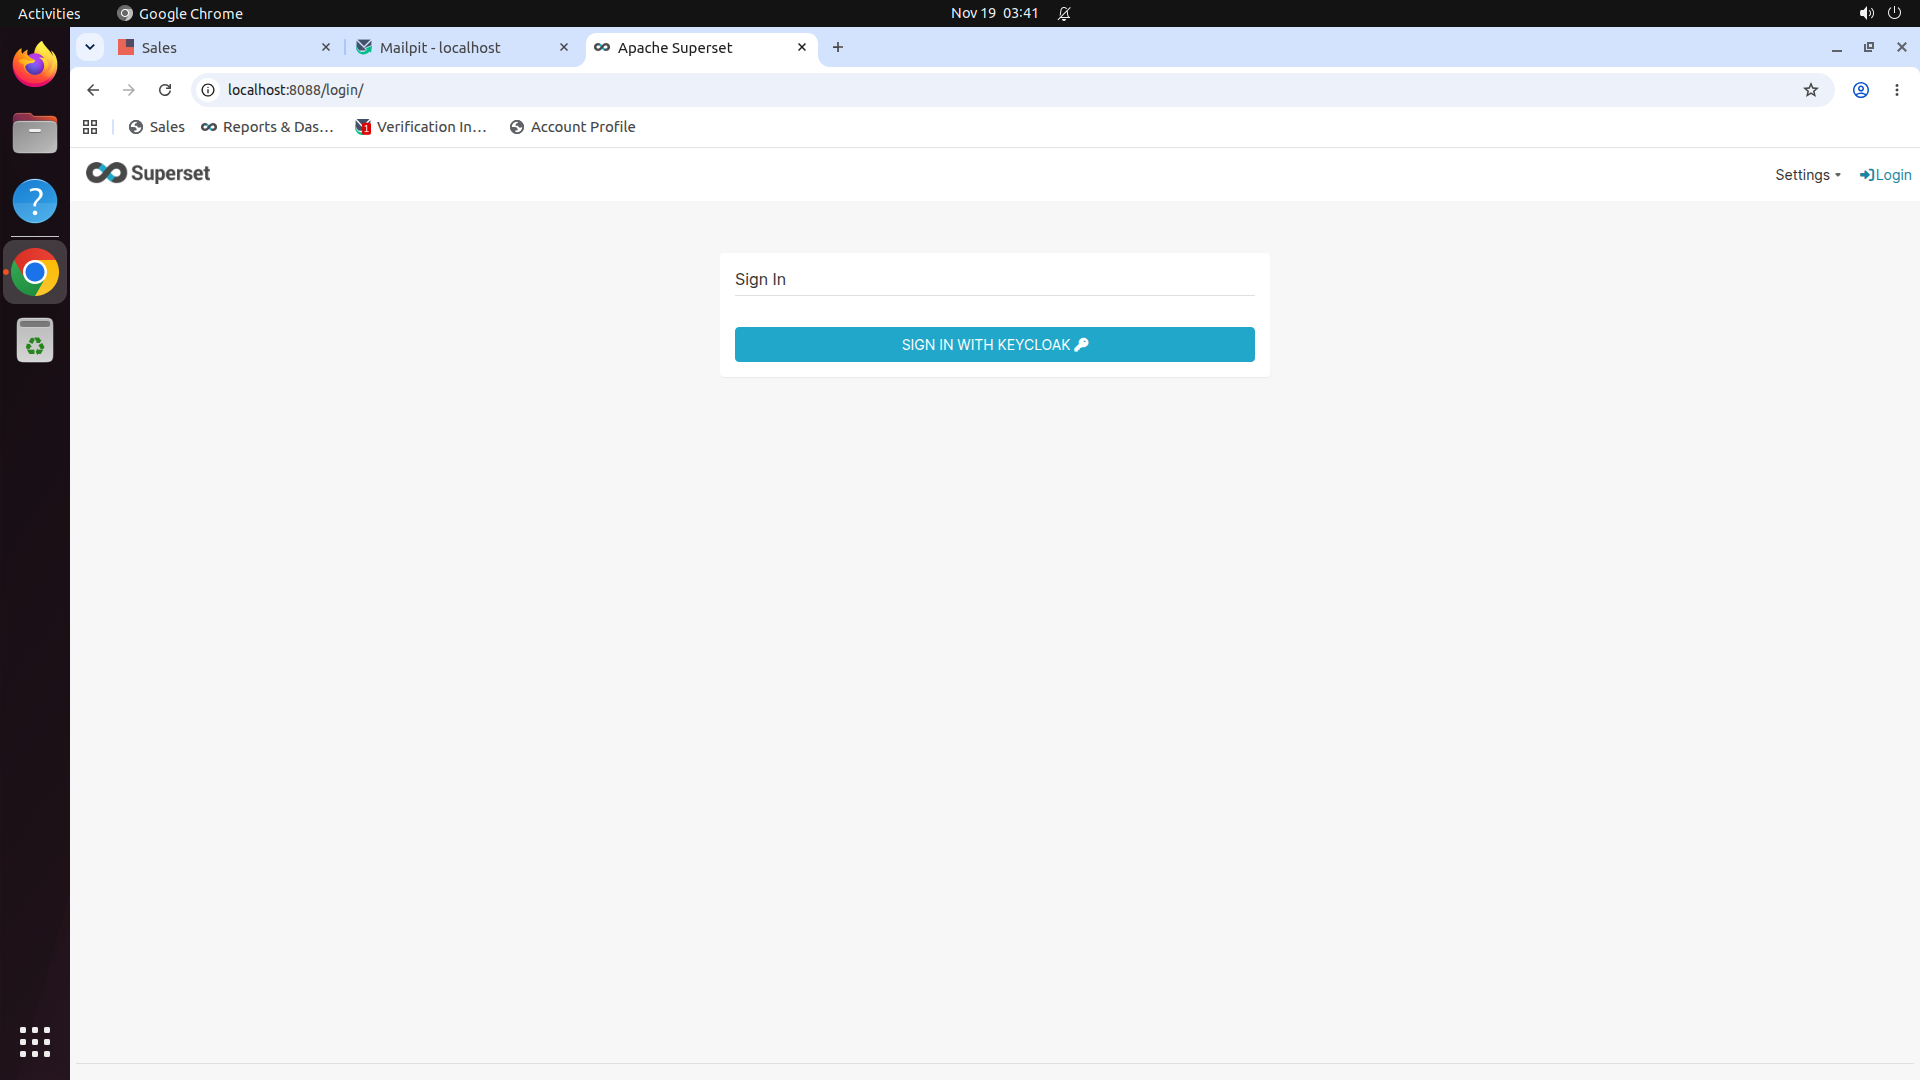 Activities
Google Chrome
Nov 19 03:41
Sales
Mailpit - localhost
Apache Superset
localhost:8088/login/
Sales
Reports & Das...
1
Verification In...
Account Profile
Superset
Settings
Login
Sign In
SIGN IN WITH KEYCLOAK